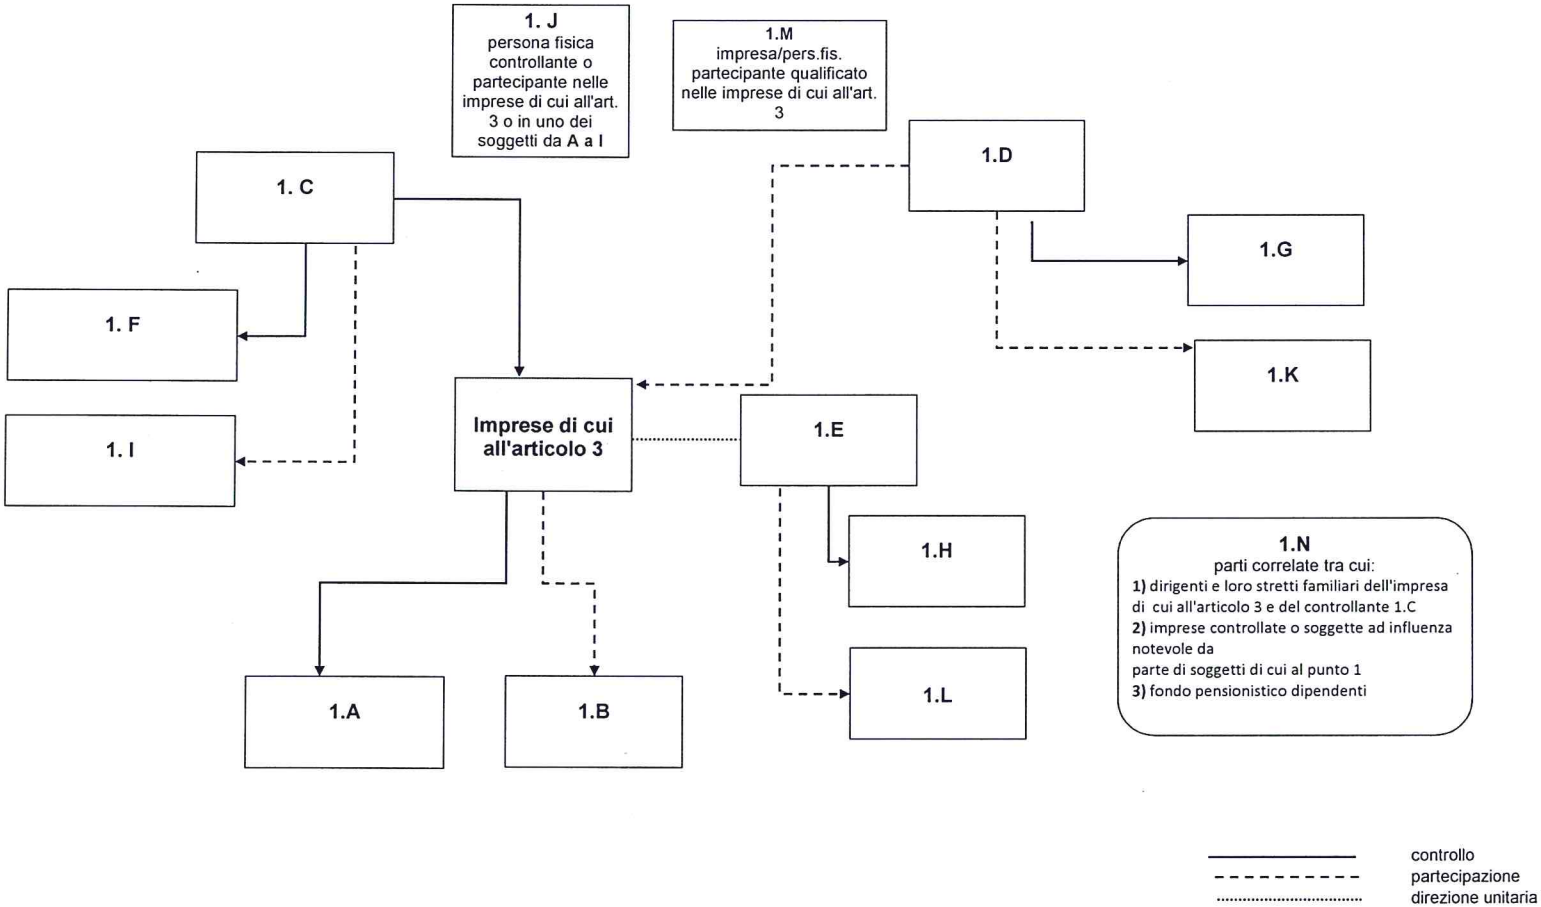 1. J
persona fisica
controllante o
partecipante nelle
imprese di cui all'art.
3 o in uno dei
soggetti da A a I
1.M
impresa/pers.fis.
partecipante qualificato
nelle imprese di cui all'art.
3
1.D
1. C
1.G
1. F
1.K
Imprese di cui
all'articolo 3
1.E
1. I
1.H
1.N
parti correlate tra cui:
1) dirigenti e loro stretti familiari dell'impresa
di cui all'articolo 3 e del controllante 1.C
2) imprese controllate o soggette ad influenza
notevole da
parte di soggetti di cui al punto 1
3) fondo pensionistico dipendenti
1.L
1.A
1.B
controllo
partecipazione
direzione unitaria